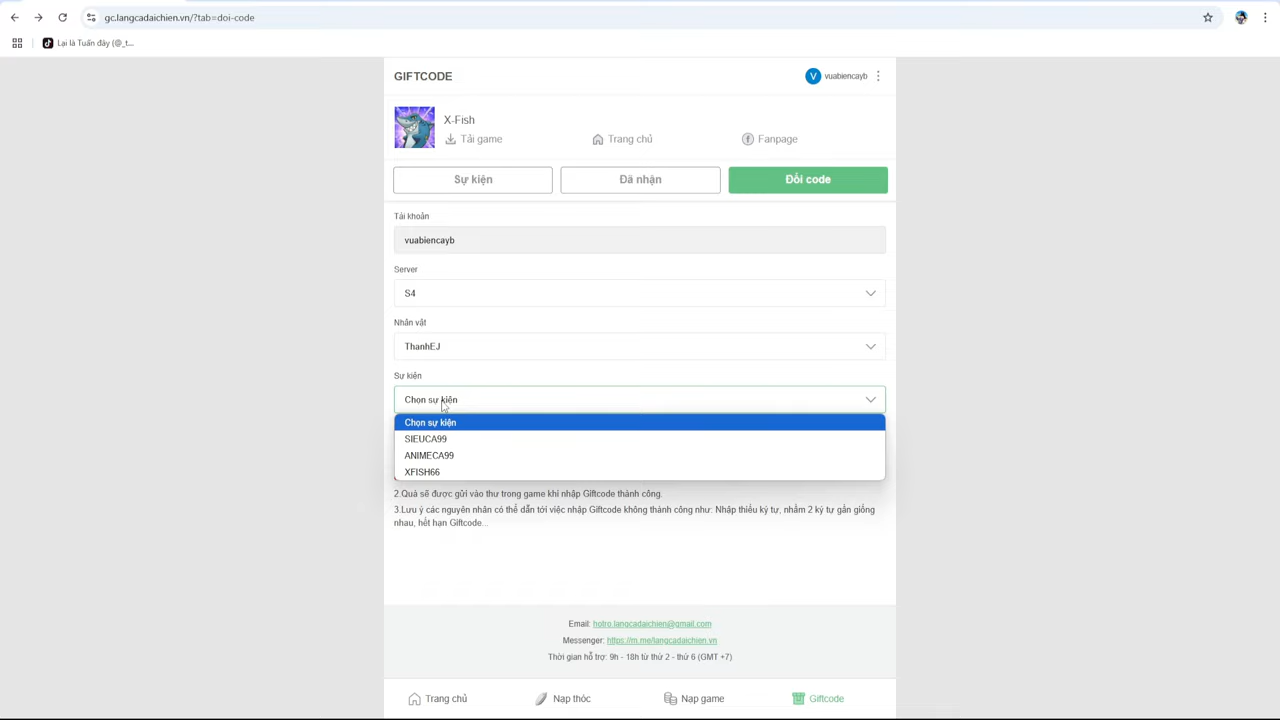 gc.langcadaichien.vn/?tab=doi-code
Lại là Tuấn đây (@_t...
GIFTCODE
V vuabiencayb
X-Fish
Tải game
Trang chủ
Fanpage
Sự kiện
Đã nhận
Đổi code
Tài khoản
vuabiencayb
Server
S4
Nhân vật
ThanhEJ
Sự kiện
Chọn sự kiện
Chọn sự kiện
SIEUCA99
ANIMECA99
XFISH66
2.Quà sẽ được gửi vào thư trong game khi nhập Giftcode thành công.
3.Lưu ý các nguyên nhân có thể dẫn tới việc nhập Giftcode không thành công như: Nhập thiếu ký tự, nhầm 2 ký tự gần giống
nhau, hết hạn Giftcode...
Email: hotro.langcadaichien@gmail.com
Messenger: https://m.me/langcadaichien.vn
Thời gian hỗ trợ: 9h - 18h từ thứ 2 - thứ 6 (GMT +7)
Trang chủ
Nạp thóc
Nạp game
Giftcode